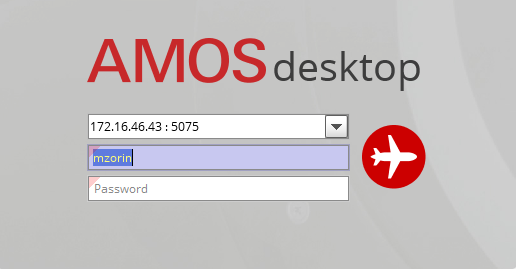 AMOS desktop
172.16.46.43 : 5075
mzorin
Password